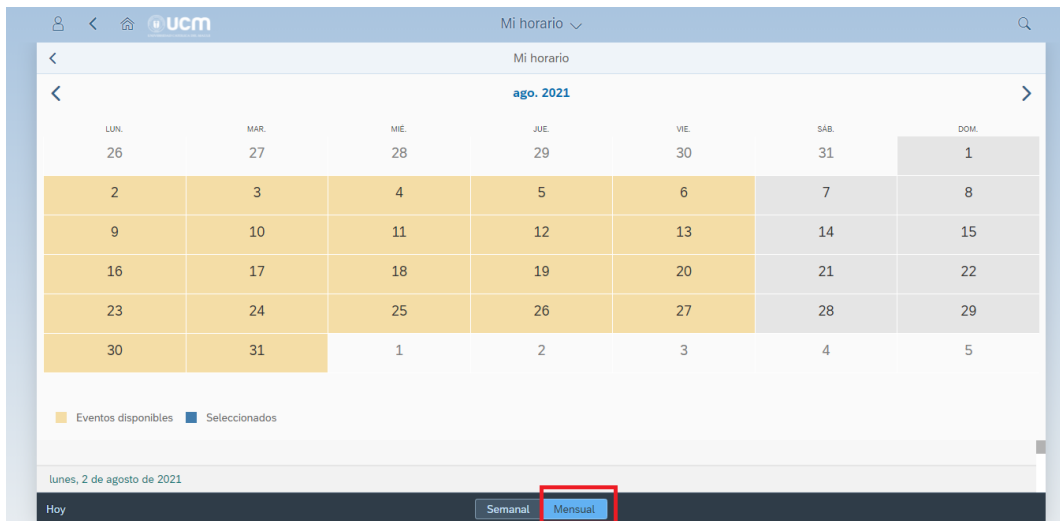 ucm Mi horario
Mi horario
ago. 2021
LUN. MAR. MIÉ. JUE. VIE. SÁB. DOM.
26 27 28 29 30 31 1
2 3 4 5 6 7 8
9 10 11 12 13 14 15
16 17 18 19 20 21 22
23 24 25 26 27 28 29
30 31 1 2 3 4 5
Eventos disponibles Seleccionados
lunes, 2 de agosto de 2021
Hoy Semanal Mensual